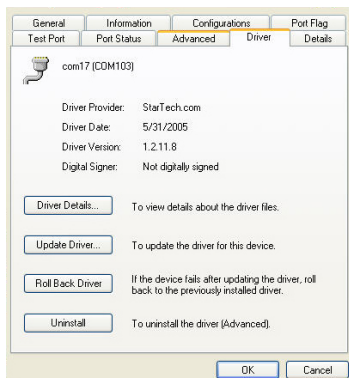 General Information Configurations Port Flag
Test Port Port Status Advanced Driver Details
com17 (COM103)
Driver Provider: StarTech.com
Driver Date: 5/31/2005
Driver Version: 1.2.11.8
Digital Signer: Not digitally signed
Driver Details... To view details about the driver files.
Update Driver... To update the driver for this device.
Roll Back Driver If the device fails after updating the driver, roll
back to the previously installed driver.
Uninstall To uninstall the driver (Advanced).
OK Cancel